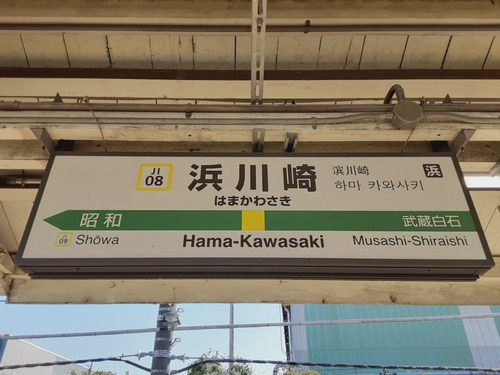 JI
08
浜川崎
はまかわさき
滨川崎
하마 카와사키
浜
昭和
武蔵白石
JI
09
Shōwa
Hama-Kawasaki
Musashi-Shiraishi